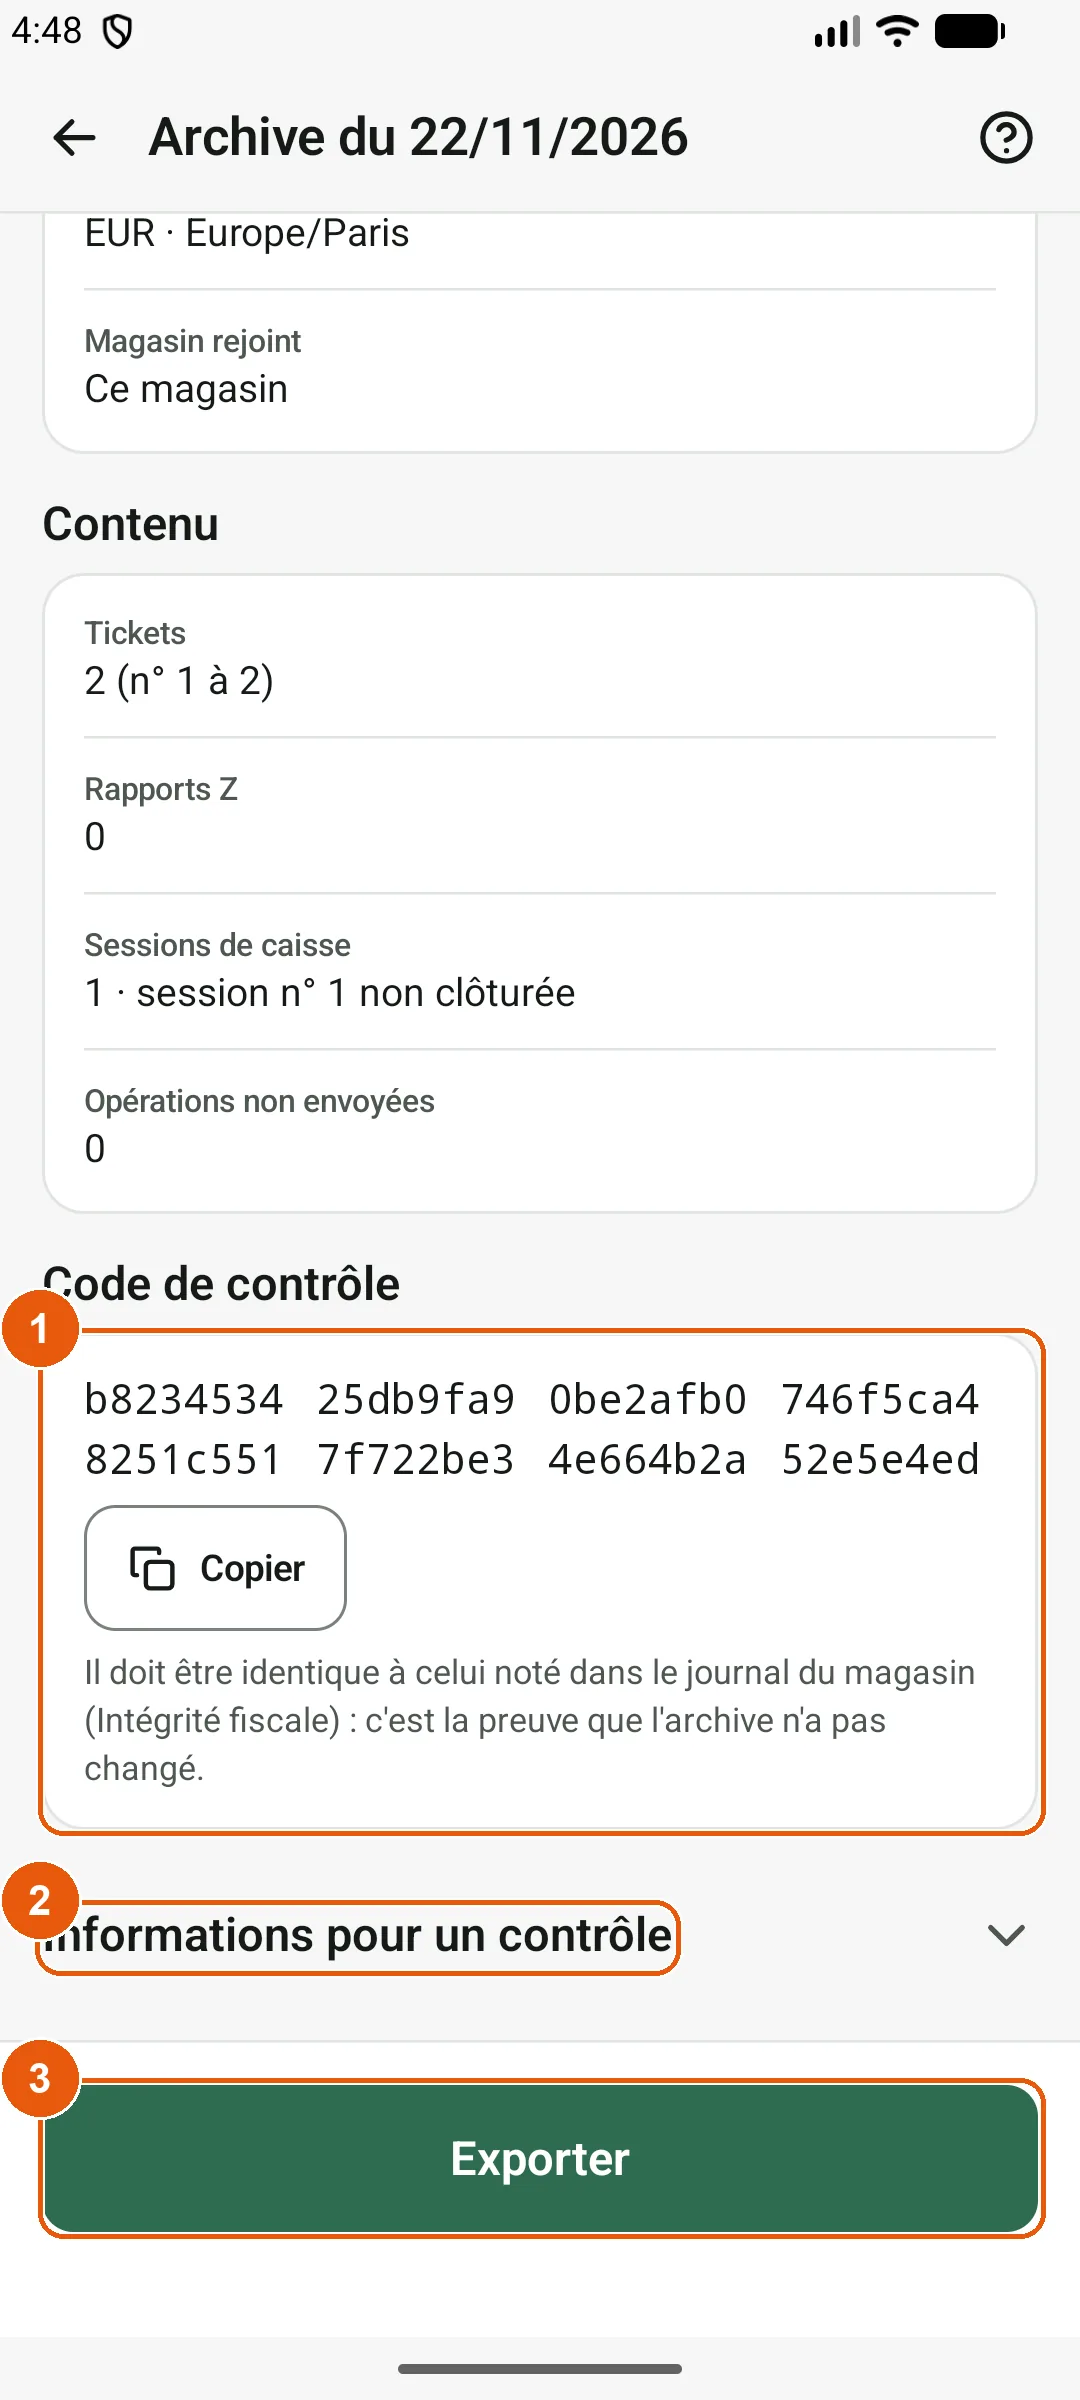 4:48
Archive du 22/11/2026
EUR · Europe/Paris
Magasin rejoint
Ce magasin
Contenu
Tickets
2 (n° 1 à 2)
Rapports Z
0
Sessions de caisse
1 · session n° 1 non clôturée
Opérations non envoyées
0
Code de contrôle
1
b8234534 25db9fa9 0be2afb0 746f5ca4
8251c551 7f722be3 4e664b2a 52e5e4ed
Copier
Il doit être identique à celui noté dans le journal du magasin
(Intégrité fiscale) : c'est la preuve que l'archive n'a pas
changé.
2
Informations pour un contrôle
3
Exporter